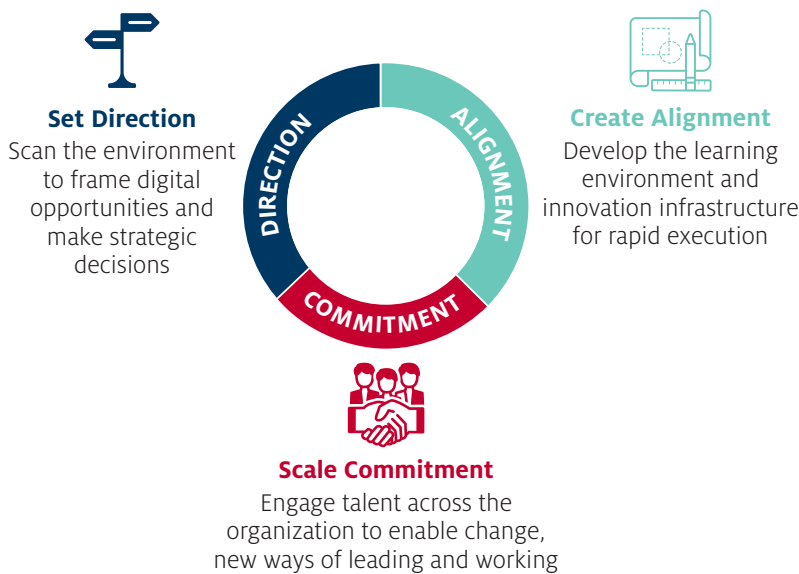 Set Direction
Scan the environment
to frame digital
opportunities and
make strategic
decisions
DIRECTION
ALIGNMENT
COMMITMENT
Create Alignment
Develop the learning
environment and
innovation infrastructure
for rapid execution
Scale Commitment
Engage talent across the
organization to enable change,
new ways of leading and working